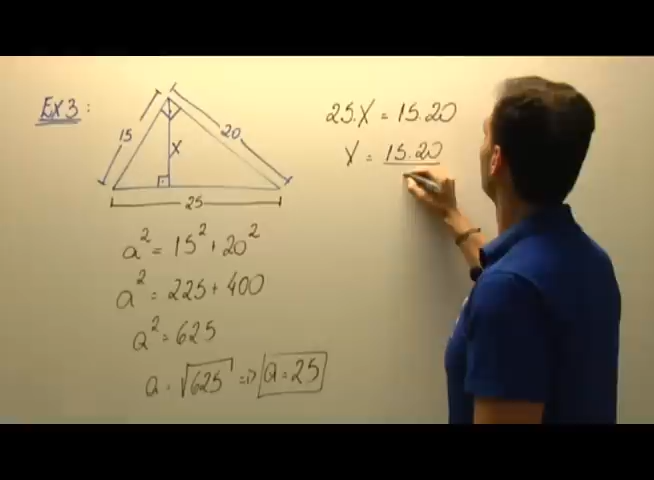 Ex 3:
15
20
X
25
a² = 15² + 20²
a² = 225 + 400
a² = 625
a = √625 => a = 25
25.X = 15.20
X = 15.20